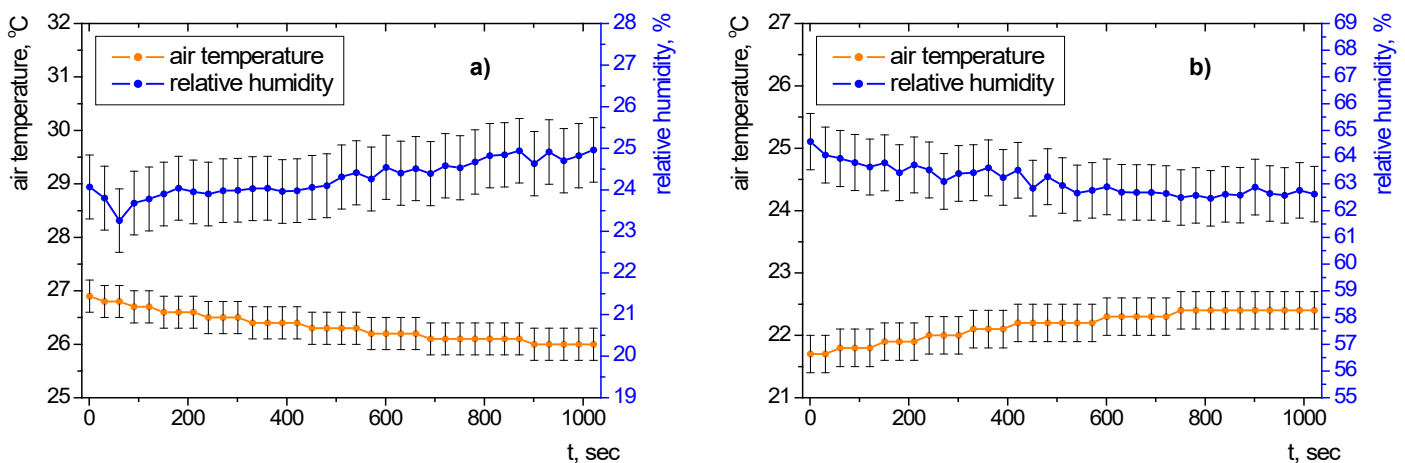 air temperature, °C
32
31
30
29
28
27
26
25
air temperature
relative humidity
a)
28
27
26
25
24
23
22
21
20
19
relative humidity, %
0 200 400 600 800 1000
t, sec
air temperature, °C
27
26
25
24
23
22
21
air temperature
relative humidity
b)
69
68
67
66
65
64
63
62
61
60
59
58
57
56
55
relative humidity, %
0 200 400 600 800 1000
t, sec